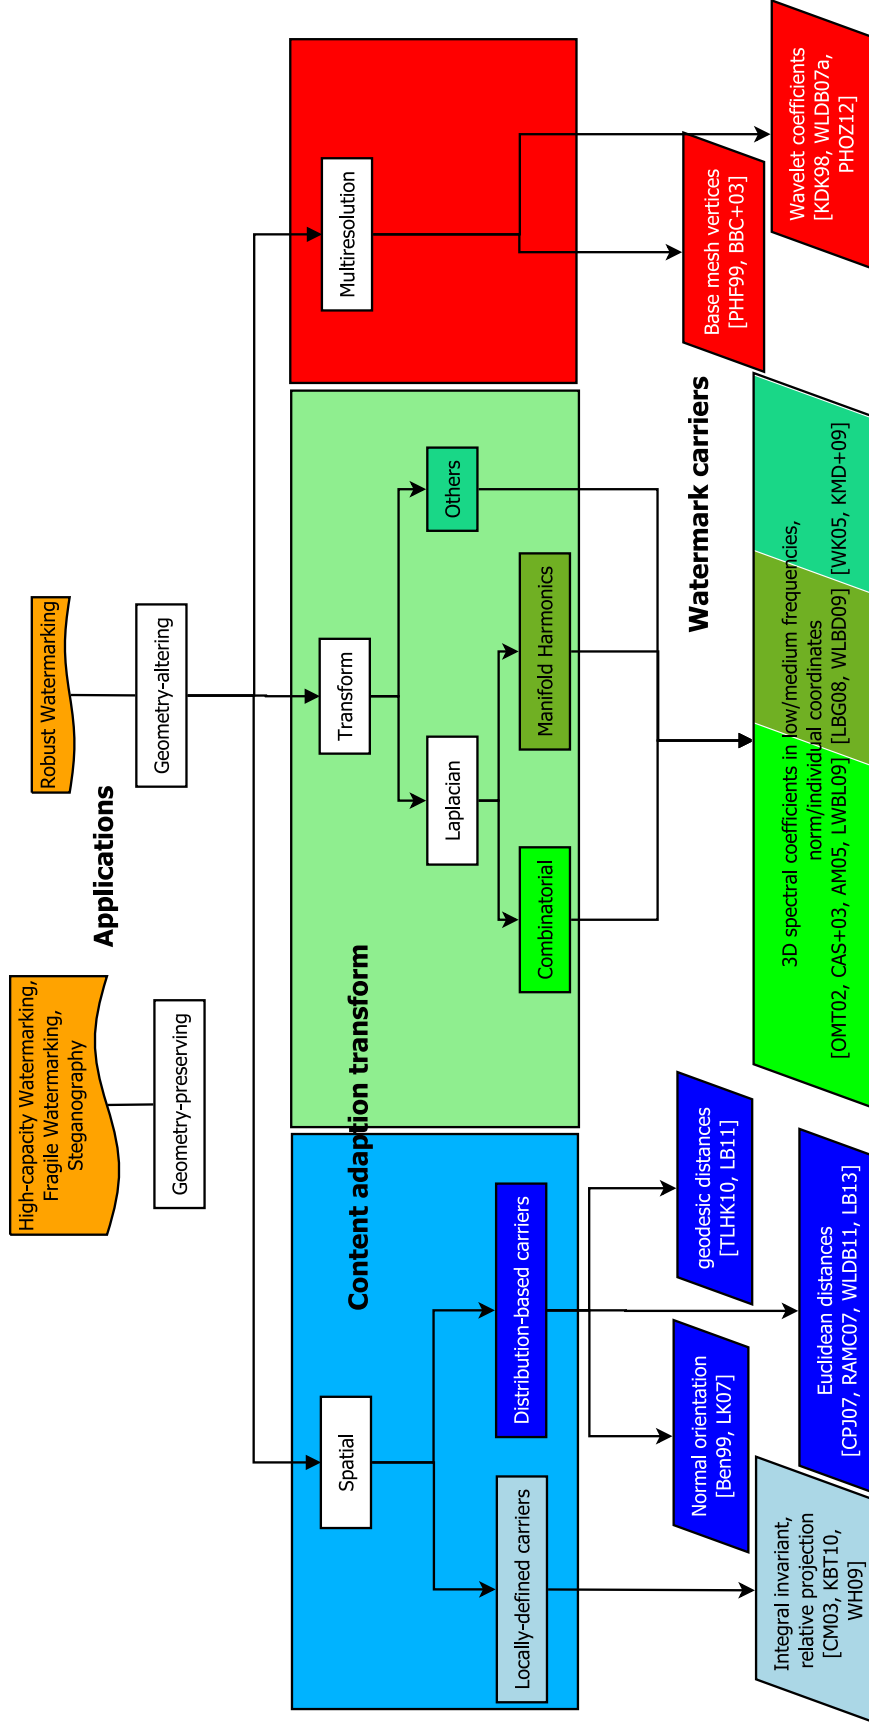 High-capacity Watermarking,
Fragile Watermarking,
Steganography
Robust Watermarking
Applications
Geometry-preserving
Geometry-altering
Content adaption transform
Spatial
Transform
Multiresolution
Laplacian
Others
Locally-defined carriers
Distribution-based carriers
Combinatorial
Manifold Harmonics
Watermark carriers
Normal orientation
[Ben99, LK07]
geodesic distances
[TLHK10, LB11]
Base mesh vertices
[PHF99, BBC+03]
Integral invariant,
relative projection
[CM03, KBT10,
WH09]
Euclidean distances
[CPJ07, RAMC07, WLDB11, LB13]
3D spectral coefficients in low/medium frequencies,
norm/individual coordinates
[OMT02, CAS+03, AM05, LWBL09] [LBG08, WLBD09] [WK05, KMD+09]
Wavelet coefficients
[KDK98, WLDB07a,
PHOZ12]